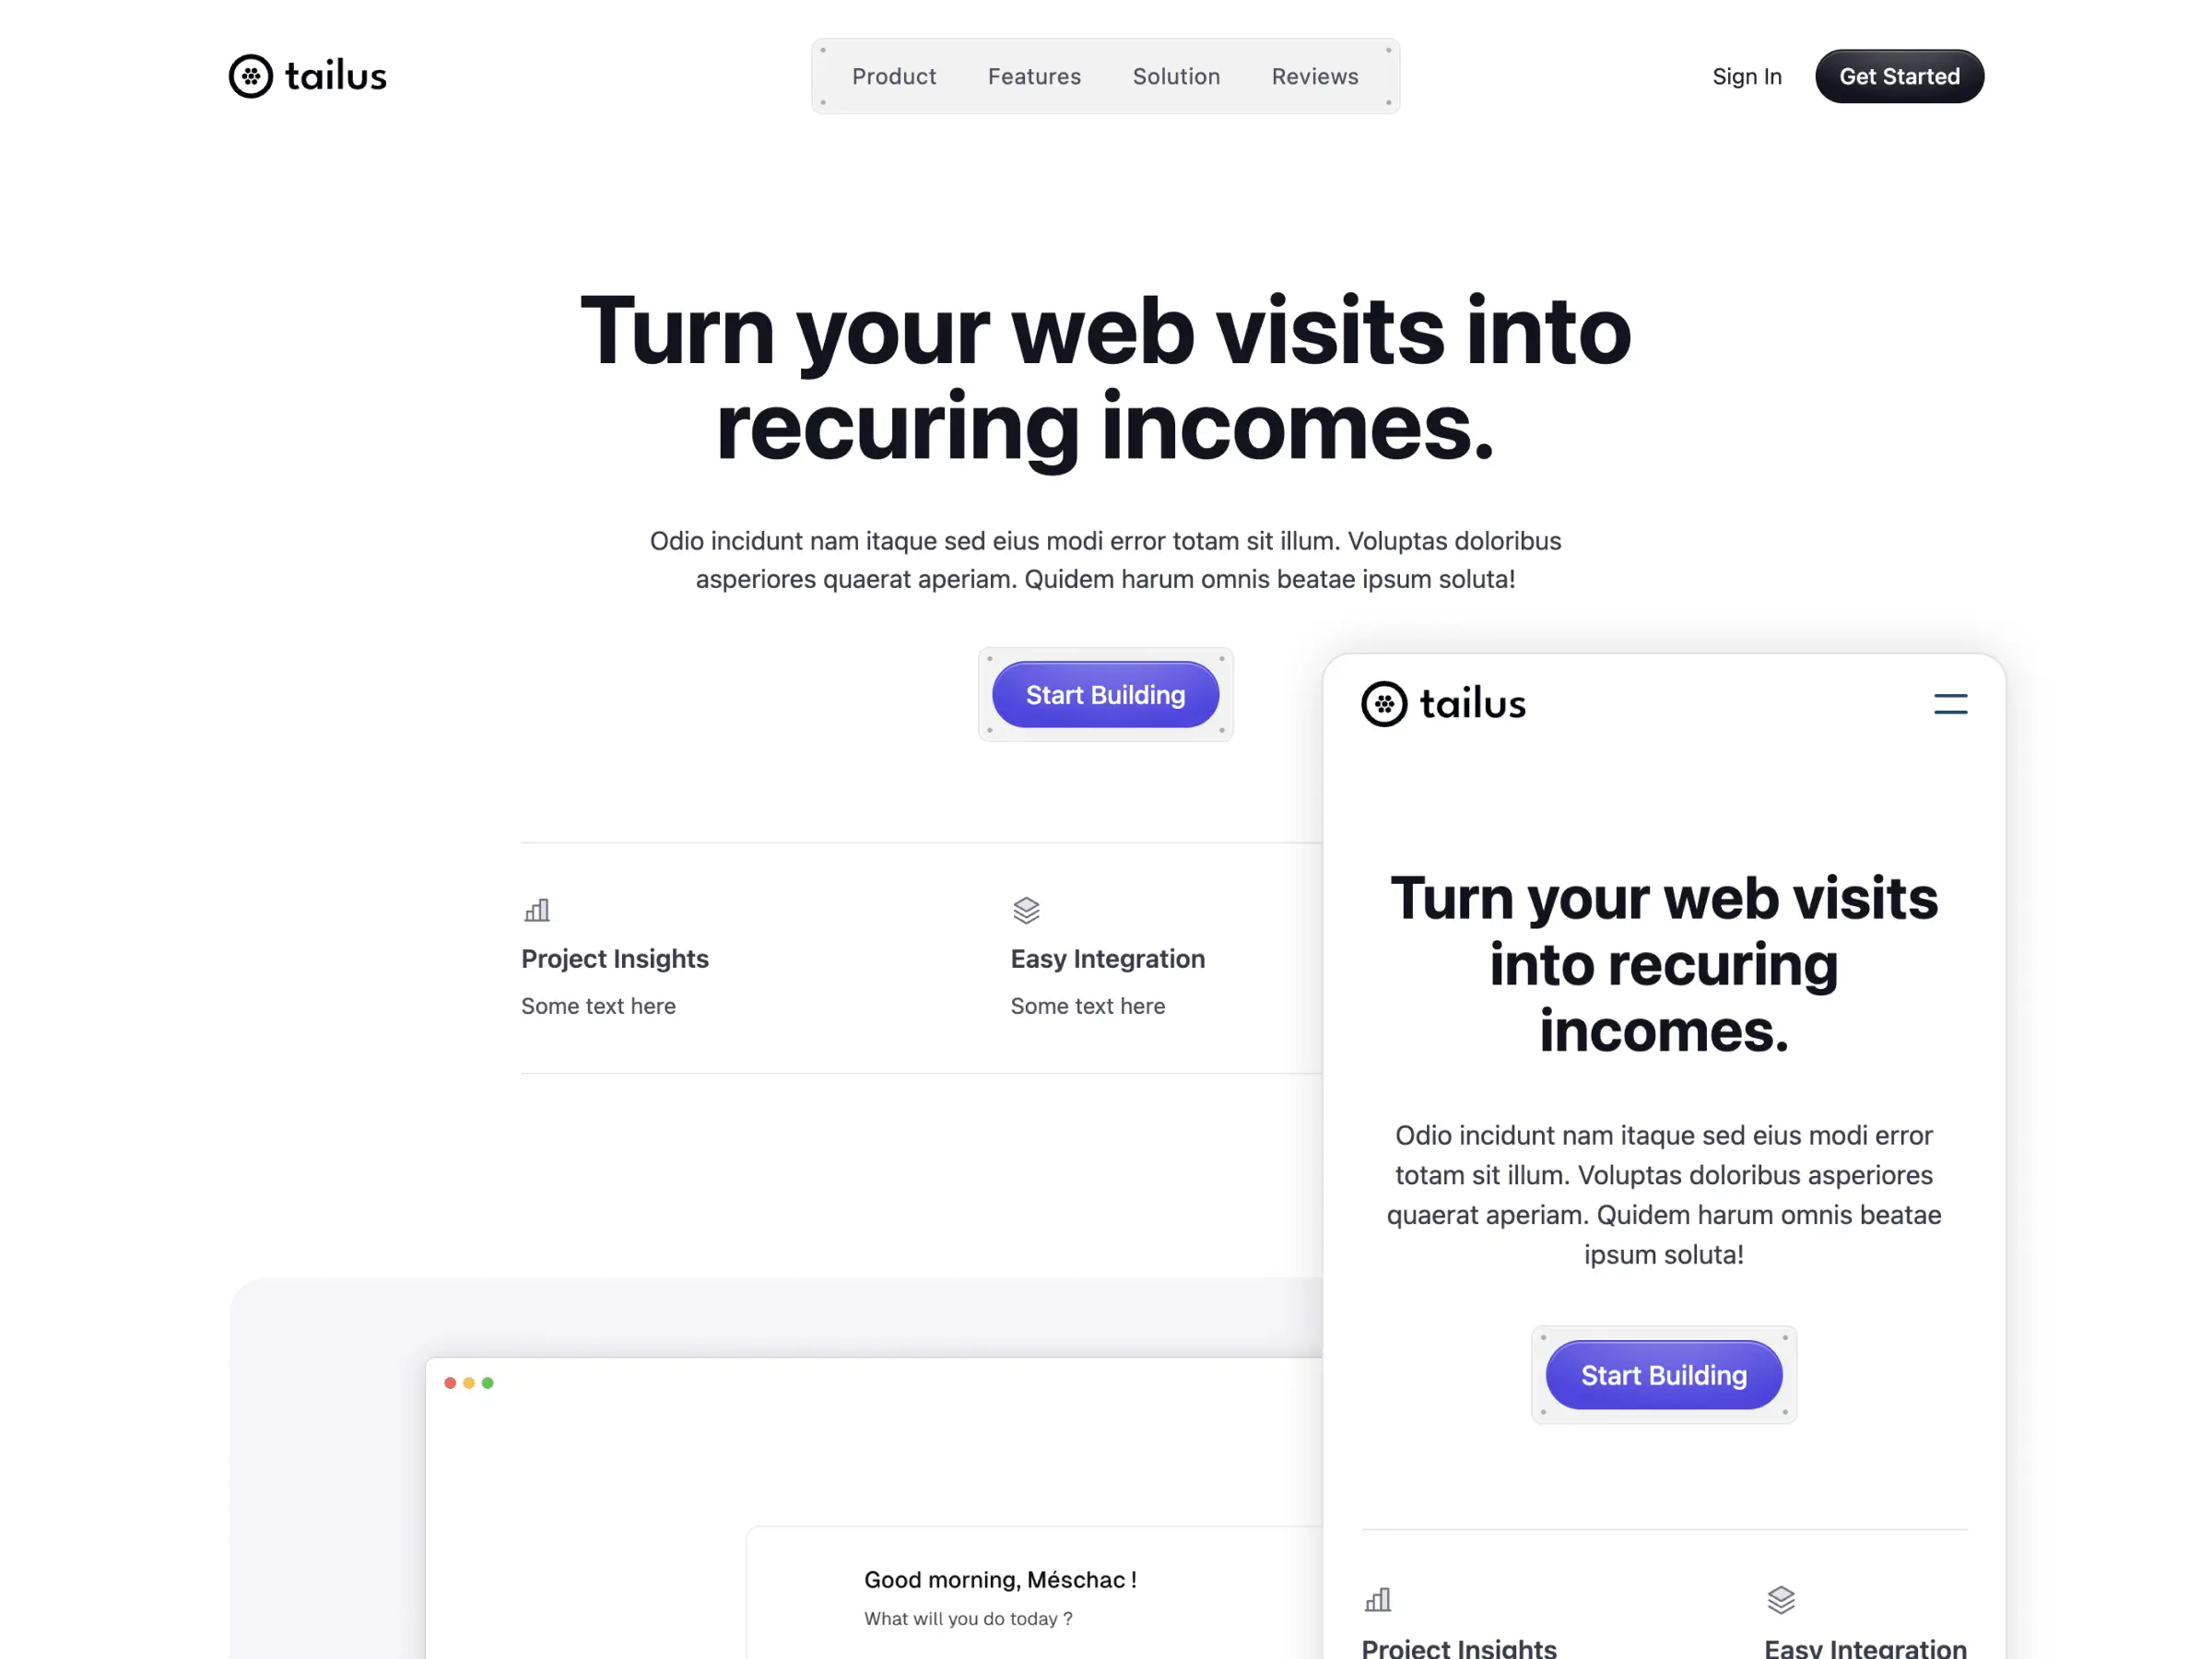 tailus
Product Features Solution Reviews
Sign In Get Started
Turn your web visits into
recuring incomes.
Odio incidunt nam itaque sed eius modi error totam sit illum. Voluptas doloribus
asperiores quaerat aperiam. Quidem harum omnis beatae ipsum soluta!
Start Building
Project Insights
Some text here
Easy Integration
Some text here
Good morning, Méschac !
What will you do today ?
tailus
Turn your web visits
into recuring
incomes.
Odio incidunt nam itaque sed eius modi error
totam sit illum. Voluptas doloribus asperiores
quaerat aperiam. Quidem harum omnis beatae
ipsum soluta!
Start Building
Project Insights
Easy Integration